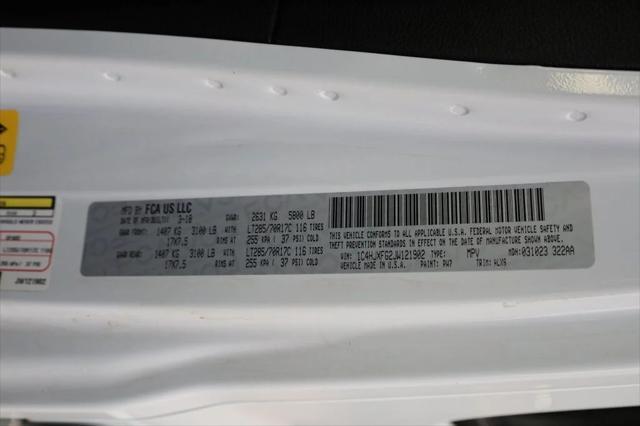 MFD BY FCA US LLC
DATE OF MFR 3-18 GVWR: 2631 KG 5800 LB
GAWR FRONT: 1407 KG 3100 LB WITH LT285/70R17C 116 TIRES
17X7.5 RIMS AT 255 KPA ( 37 PSI) COLD
GAWR REAR: 1407 KG 3100 LB WITH LT285/70R17C 116 TIRES
17X7.5 RIMS AT 255 KPA ( 37 PSI) COLD
THIS VEHICLE CONFORMS TO ALL APPLICABLE U.S.A. FEDERAL MOTOR VEHICLE SAFETY, BUMPER AND
THEFT PREVENTION STANDARDS IN EFFECT ON THE DATE OF MANUFACTURE SHOWN ABOVE.
VIN: 1C4HJXFG2JW121902 TYPE: MPV MDH: 031023 322AA
VEHICLE MADE IN U.S.A. PAINT: PW7 TRIM: ALX9
JW121902